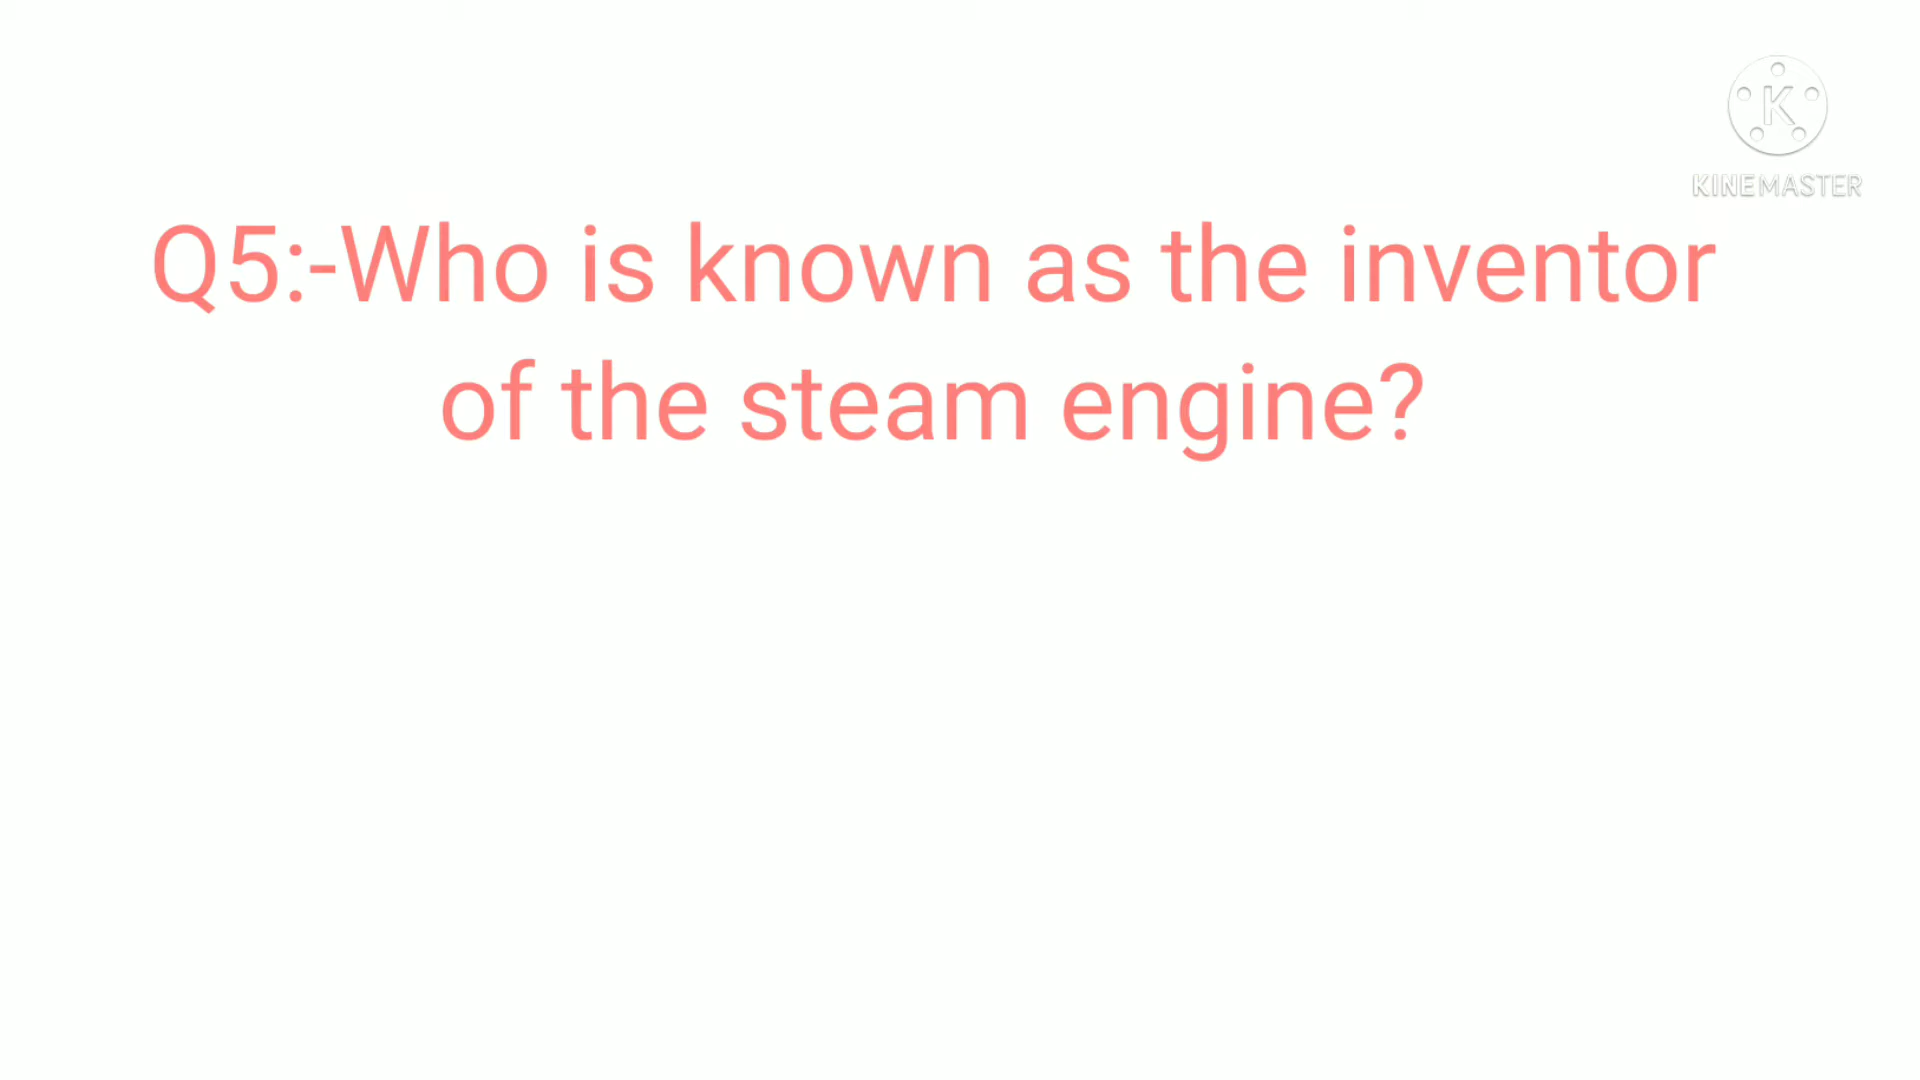 K
KINEMASTER
Q5:-Who is known as the inventor
of the steam engine?